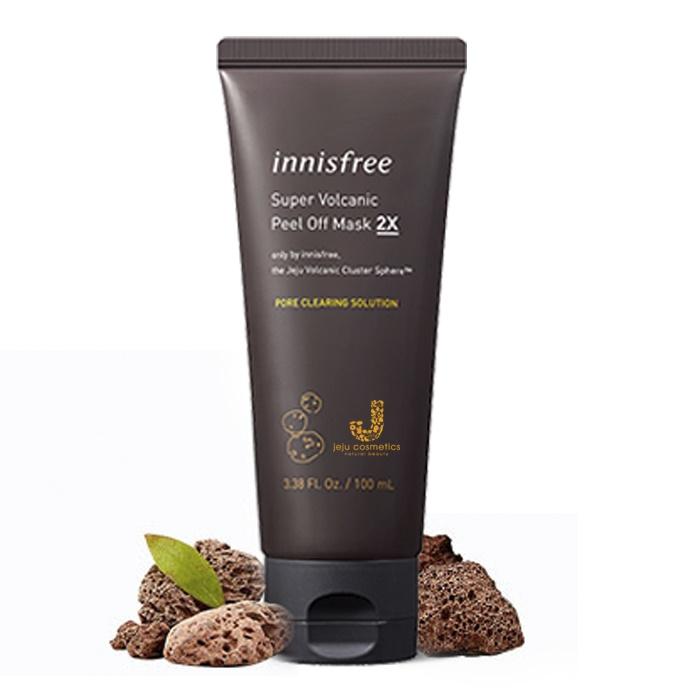 innisfree
Super Volcanic
Peel Off Mask 2X
only by innisfree,
the Jeju Volcanic Cluster Sphere™
PORE CLEARING SOLUTION
J
jeju cosmetics
natural beauty
3.38 Fl. Oz. / 100 mL